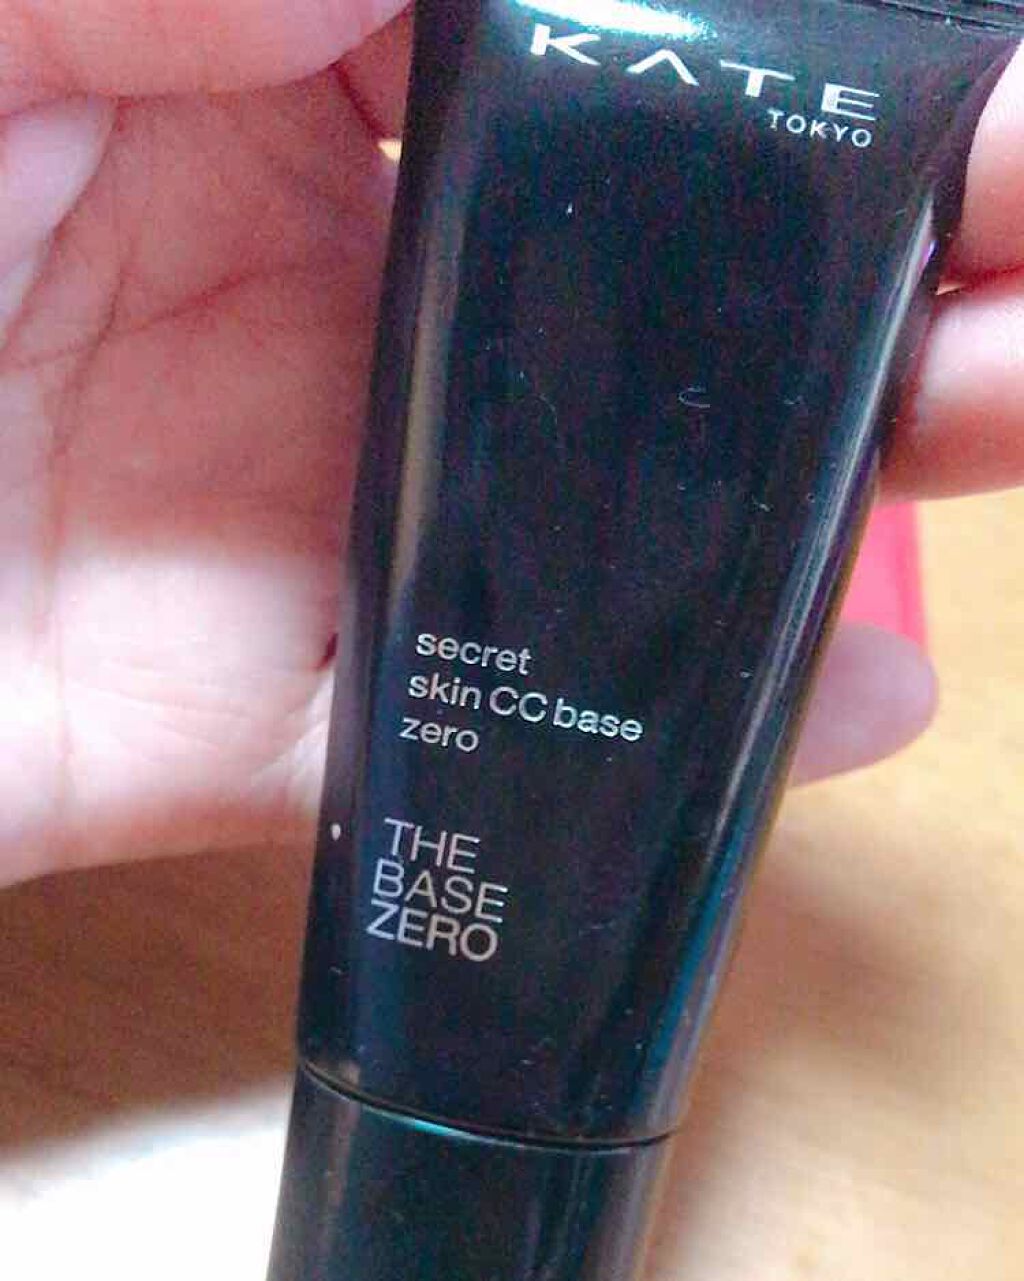 KATE
TOKYO
secret
skin CC base
zero
THE
BASE
ZERO